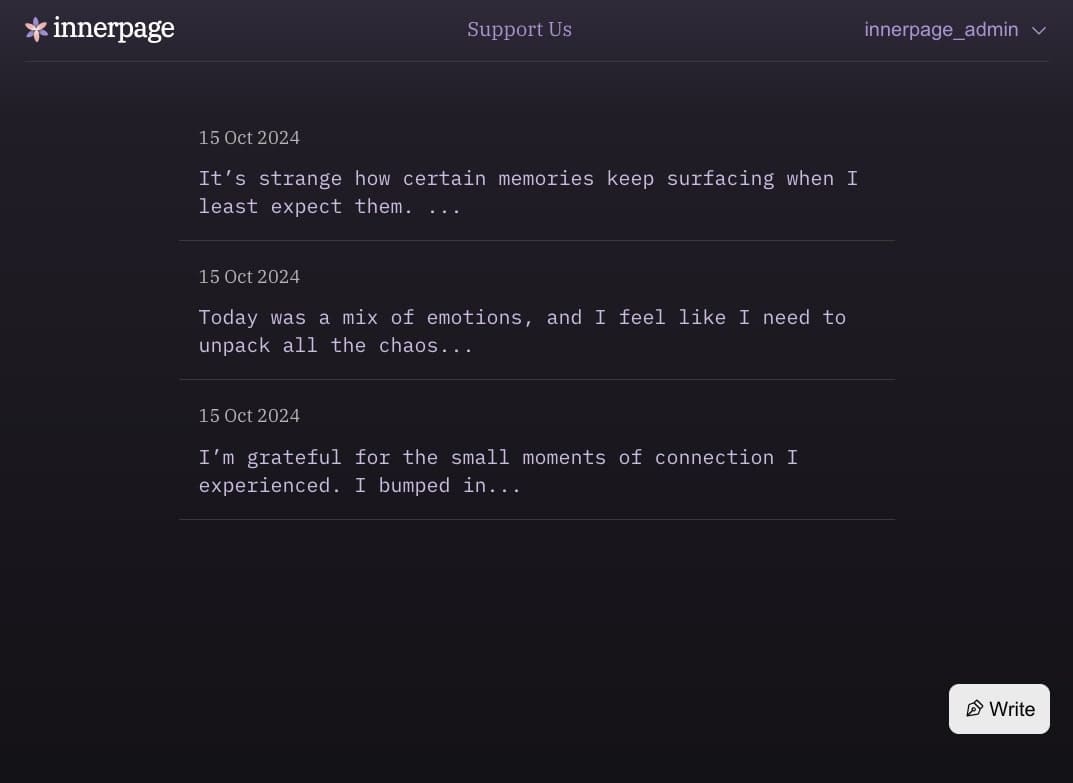 innerpage
Support Us
innerpage_admin
15 Oct 2024
It’s strange how certain memories keep surfacing when I
least expect them. ...
15 Oct 2024
Today was a mix of emotions, and I feel like I need to
unpack all the chaos...
15 Oct 2024
I’m grateful for the small moments of connection I
experienced. I bumped in...
Write